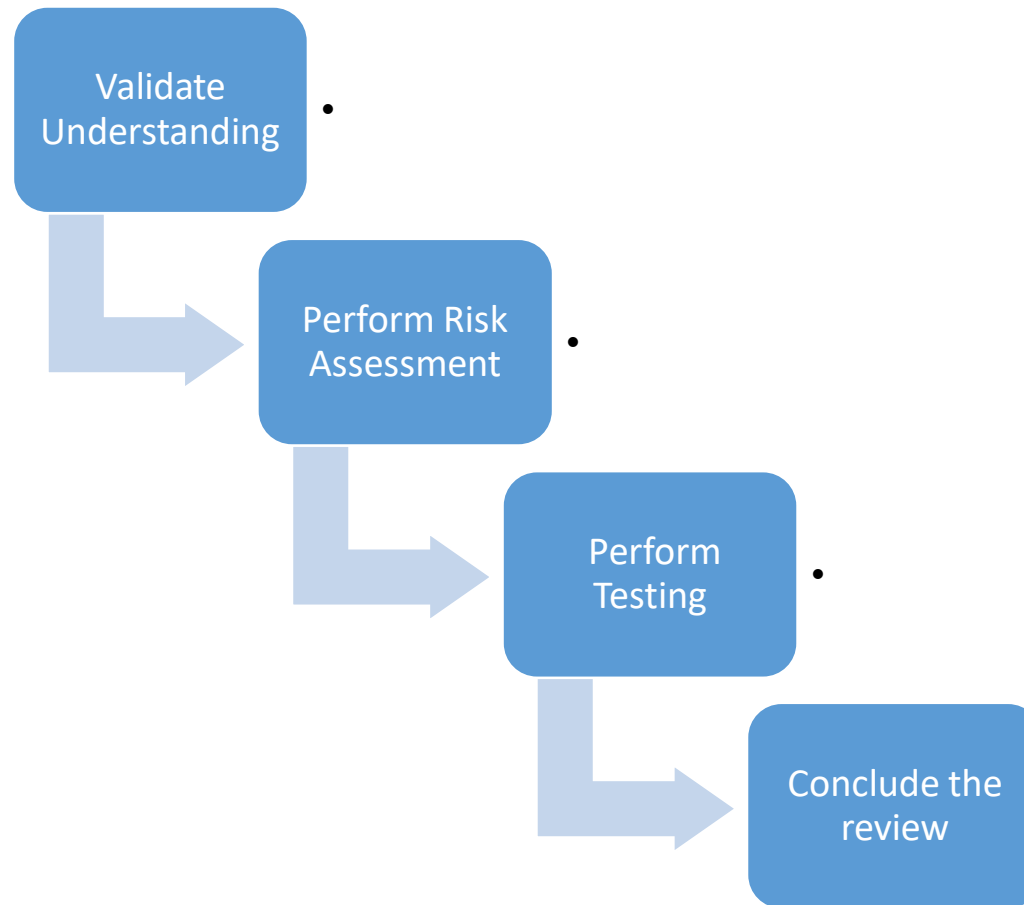 Validate
Understanding
•
Perform Risk
Assessment
•
Perform
Testing
•
Conclude the
review